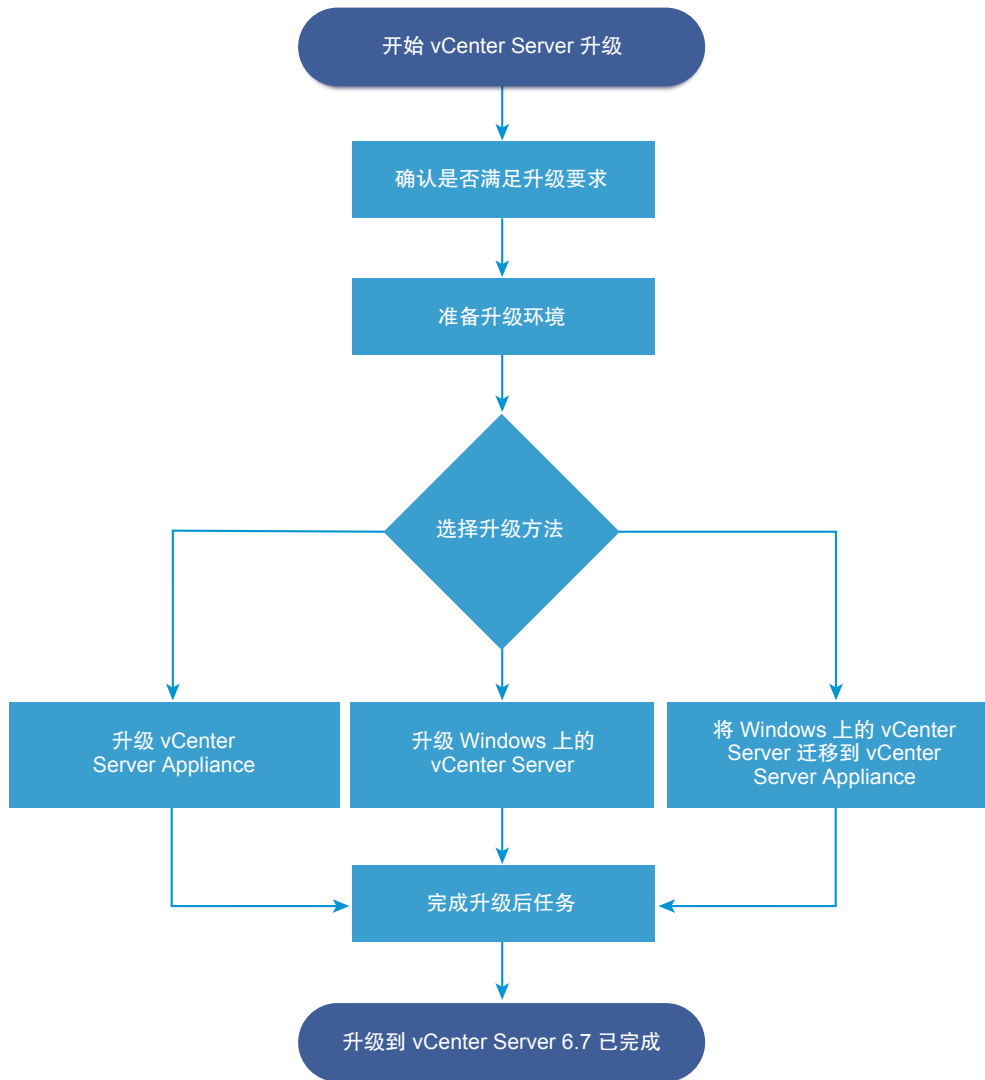 开始 vCenter Server 升级
确认是否满足升级要求
准备升级环境
选择升级方法
升级 vCenter
Server Appliance
升级 Windows 上的
vCenter Server
将 Windows 上的 vCenter
Server 迁移到 vCenter
Server Appliance
完成升级后任务
升级到 vCenter Server 6.7 已完成